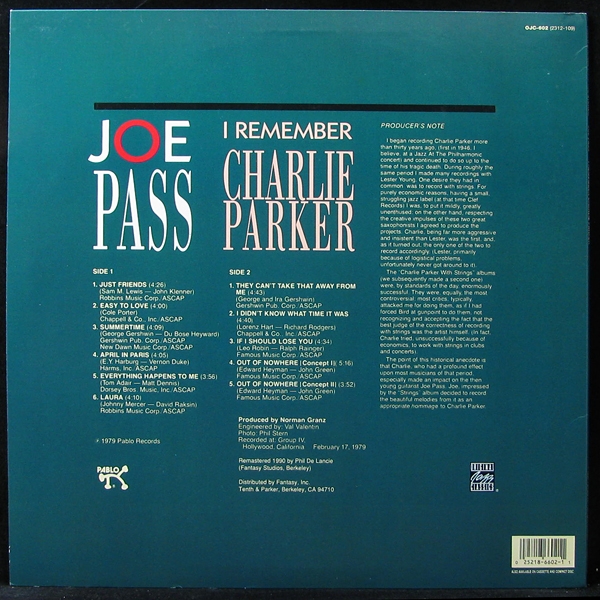 OJC-602 (2312-109)
JOE
PASS
I REMEMBER
CHARLIE
PARKER
SIDE 1
1. JUST FRIENDS (4:26)
(Sam M. Lewis — John Klenner)
Robbins Music Corp./ASCAP
2. EASY TO LOVE (4:00)
(Cole Porter)
Chappell & Co., Inc./ASCAP
3. SUMMERTIME (4:09)
(George Gershwin — Du Bose Heyward)
Gershwin Pub. Corp./ASCAP
New Dawn Music Corp./ASCAP
4. APRIL IN PARIS (4:05)
(E.Y. Harburg — Vernon Duke)
Harms, Inc./ASCAP
5. EVERYTHING HAPPENS TO ME (3:56)
(Tom Adair — Matt Dennis)
Dorsey Bros. Music, Inc./ASCAP
6. LAURA (4:10)
(Johnny Mercer — David Raksin)
Robbins Music Corp./ASCAP
℗ 1979 Pablo Records
PABLO
SIDE 2
1. THEY CAN'T TAKE THAT AWAY FROM
ME (4:43)
(George and Ira Gershwin)
Gershwin Pub. Corp./ASCAP
2. I DIDN'T KNOW WHAT TIME IT WAS
(4:40)
(Lorenz Hart — Richard Rodgers)
Chappell & Co., Inc./ASCAP
3. IF I SHOULD LOSE YOU (4:34)
(Leo Robin — Ralph Rainger)
Famous Music Corp./ASCAP
4. OUT OF NOWHERE (Concept I) (5:16)
(Edward Heyman — John Green)
Famous Music Corp./ASCAP
5. OUT OF NOWHERE (Concept II) (3:52)
(Edward Heyman — John Green)
Famous Music Corp./ASCAP
Produced by Norman Granz
Engineered by: Val Valentin
Photo: Phil Stern
Recorded at: Group IV,
Hollywood, California February 17, 1979
Remastered 1990 by Phil De Lancie
(Fantasy Studios, Berkeley)
Distributed by Fantasy, Inc.
Tenth & Parker, Berkeley, CA 94710
PRODUCER'S NOTE
I began recording Charlie Parker more
than thirty years ago, (first in 1946, I
believe, at a Jazz At The Philharmonic
concert) and continued to do so up to the
time of his tragic death. During roughly the
same period I made many recordings with
Lester Young. One desire they had in
common, was to record with strings. For
purely economic reasons, having a small,
struggling jazz label (at that time Clef
Records) I was, to put it mildly, greatly
unenthused; on the other hand, respecting
the creative impulses of these two great
saxophonists I agreed to produce the
projects. Charlie, being far more aggressive
and insistent than Lester, was the first, and,
as it turned out, the only one of the two to
record accordingly. (Lester, primarily
because of logistical problems,
unfortunately never got around to it).
The "Charlie Parker With Strings" albums
(we subsequently made a second one)
were, by standards of the day, enormously
successful. They were, equally, the most
controversial; most critics, typically,
attacked me for doing them, as if I had
forced Bird at gunpoint to do them, not
recognizing and accepting the fact that the
best judge of the correctness of recording
with strings was the artist himself. (In fact,
Charlie tried, unsuccessfully because of
economics, to work with strings in clubs
and concerts).
The point of this historical anecdote is
that Charlie, who had a profound effect
upon most musicians of that period,
especially made an impact on the then
young guitarist Joe Pass. Joe, impressed
by the "Strings" album decided to record
the beautiful melodies from it as an
appropriate hommage to Charlie Parker.
ORIGINAL
Jazz
CLASSICS
0 25218-6602-1 1
ALSO AVAILABLE ON CASSETTE AND COMPACT DISC.